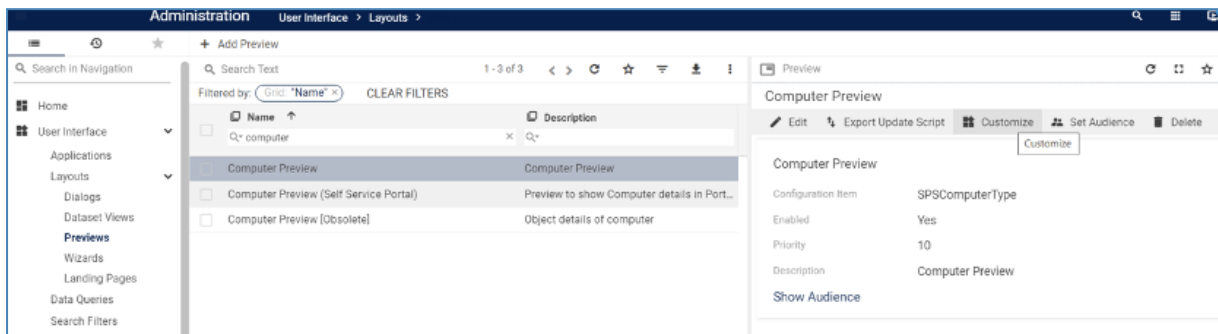 Administration User Interface > Layouts >
+ Add Preview
Search in Navigation
Home
User Interface
Applications
Layouts
Dialogs
Dataset Views
Previews
Wizards
Landing Pages
Data Queries
Search Filters
Search Text 1 - 3 of 3
Filtered by: Grid: "Name" × CLEAR FILTERS
Name ↑ Description
computer ×
Computer Preview Computer Preview
Computer Preview (Self Service Portal) Preview to show Computer details in Port...
Computer Preview [Obsolete] Object details of computer
Preview
Computer Preview
Edit Export Update Script Customize Set Audience Delete
Customize
Computer Preview
Configuration Item SPSComputerType
Enabled Yes
Priority 10
Description Computer Preview
Show Audience